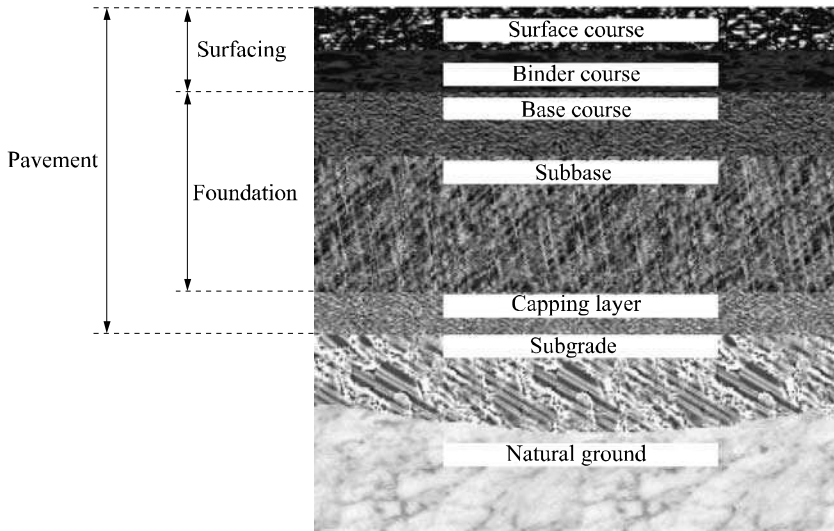 Surface course
Surfacing
Binder course
Base course
Pavement
Subbase
Foundation
Capping layer
Subgrade
Natural ground